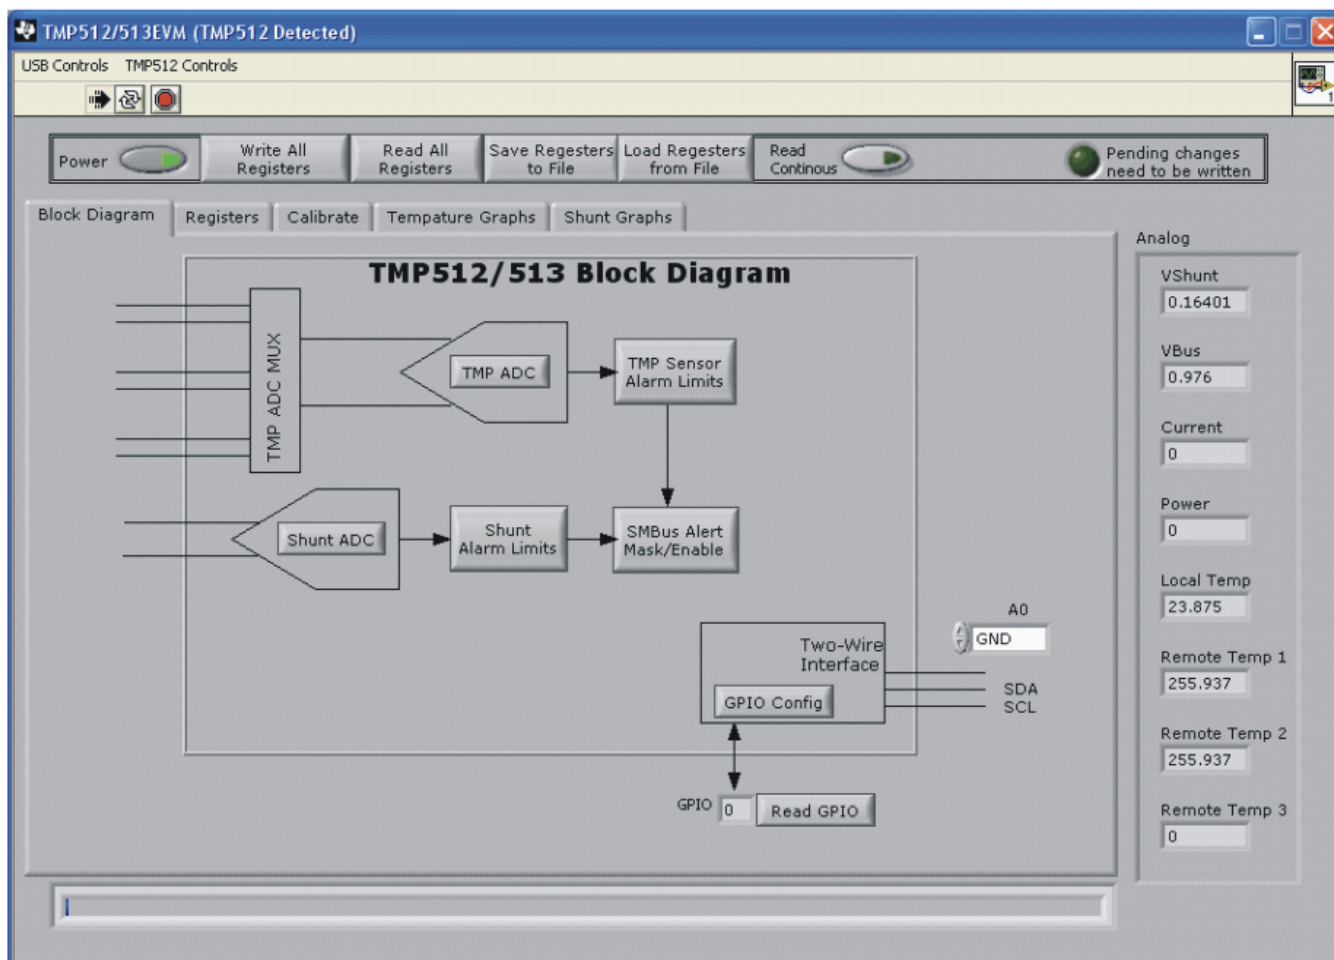 TMP512/513EVM (TMP512 Detected)
USB Controls TMP512 Controls
1
Power
Write All
Registers
Read All
Registers
Save Regesters
to File
Load Regesters
from File
Read
Continous
Pending changes
need to be written
Block Diagram
Registers
Calibrate
Tempature Graphs
Shunt Graphs
TMP512/513 Block Diagram
TMP ADC MUX
TMP ADC
TMP Sensor
Alarm Limits
Shunt ADC
Shunt
Alarm Limits
SMBus Alert
Mask/Enable
Two-Wire
Interface
GPIO Config
A0
GND
SDA
SCL
GPIO
0
Read GPIO
Analog
VShunt
0.16401
VBus
0.976
Current
0
Power
0
Local Temp
23.875
Remote Temp 1
255.937
Remote Temp 2
255.937
Remote Temp 3
0